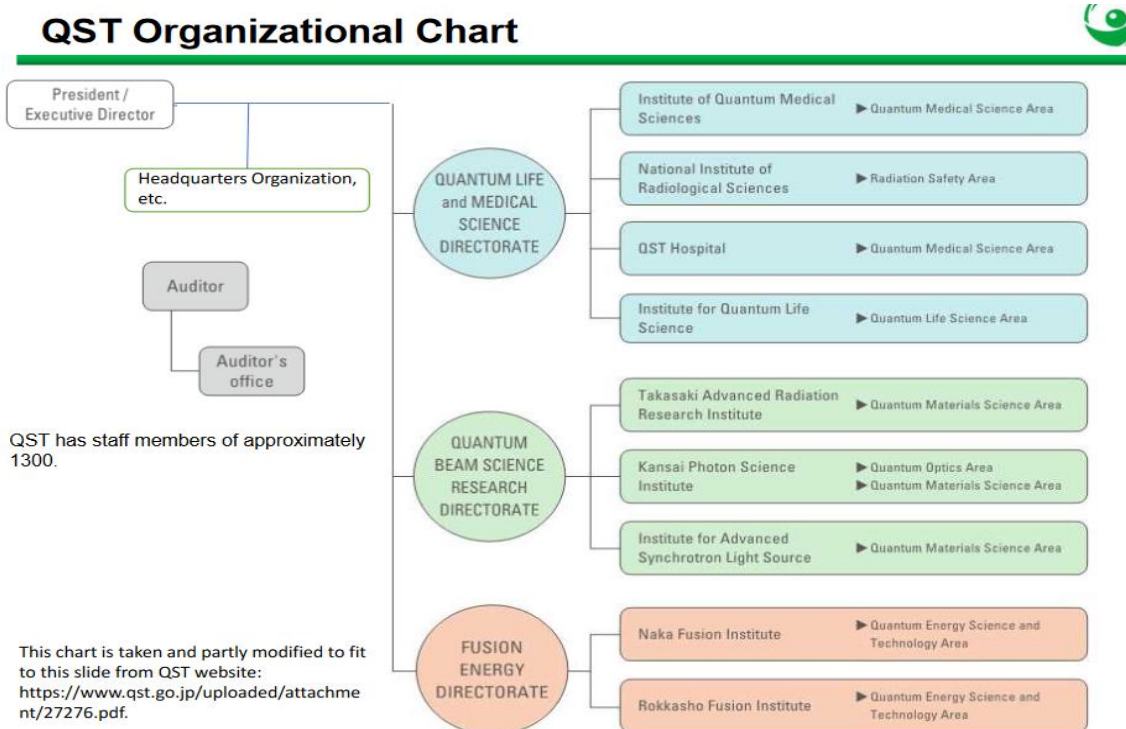 QST Organizational Chart
President /
Executive Director
Headquarters Organization,
etc.
Auditor
Auditor's
office
QST has staff members of approximately
1300.
This chart is taken and partly modified to fit
to this slide from QST website:
https://www.qst.go.jp/uploaded/attachme
nt/27276.pdf.
QUANTUM LIFE
and MEDICAL
SCIENCE
DIRECTORATE
Institute of Quantum Medical
Sciences
▶ Quantum Medical Science Area
National Institute of
Radiological Sciences
▶ Radiation Safety Area
QST Hospital
▶ Quantum Medical Science Area
Institute for Quantum Life
Science
▶ Quantum Life Science Area
QUANTUM
BEAM SCIENCE
RESEARCH
DIRECTORATE
Takasaki Advanced Radiation
Research Institute
▶ Quantum Materials Science Area
Kansai Photon Science
Institute
▶ Quantum Optics Area
▶ Quantum Materials Science Area
Institute for Advanced
Synchrotron Light Source
▶ Quantum Materials Science Area
FUSION
ENERGY
DIRECTORATE
Naka Fusion Institute
▶ Quantum Energy Science and
Technology Area
Rokkasho Fusion Institute
▶ Quantum Energy Science and
Technology Area